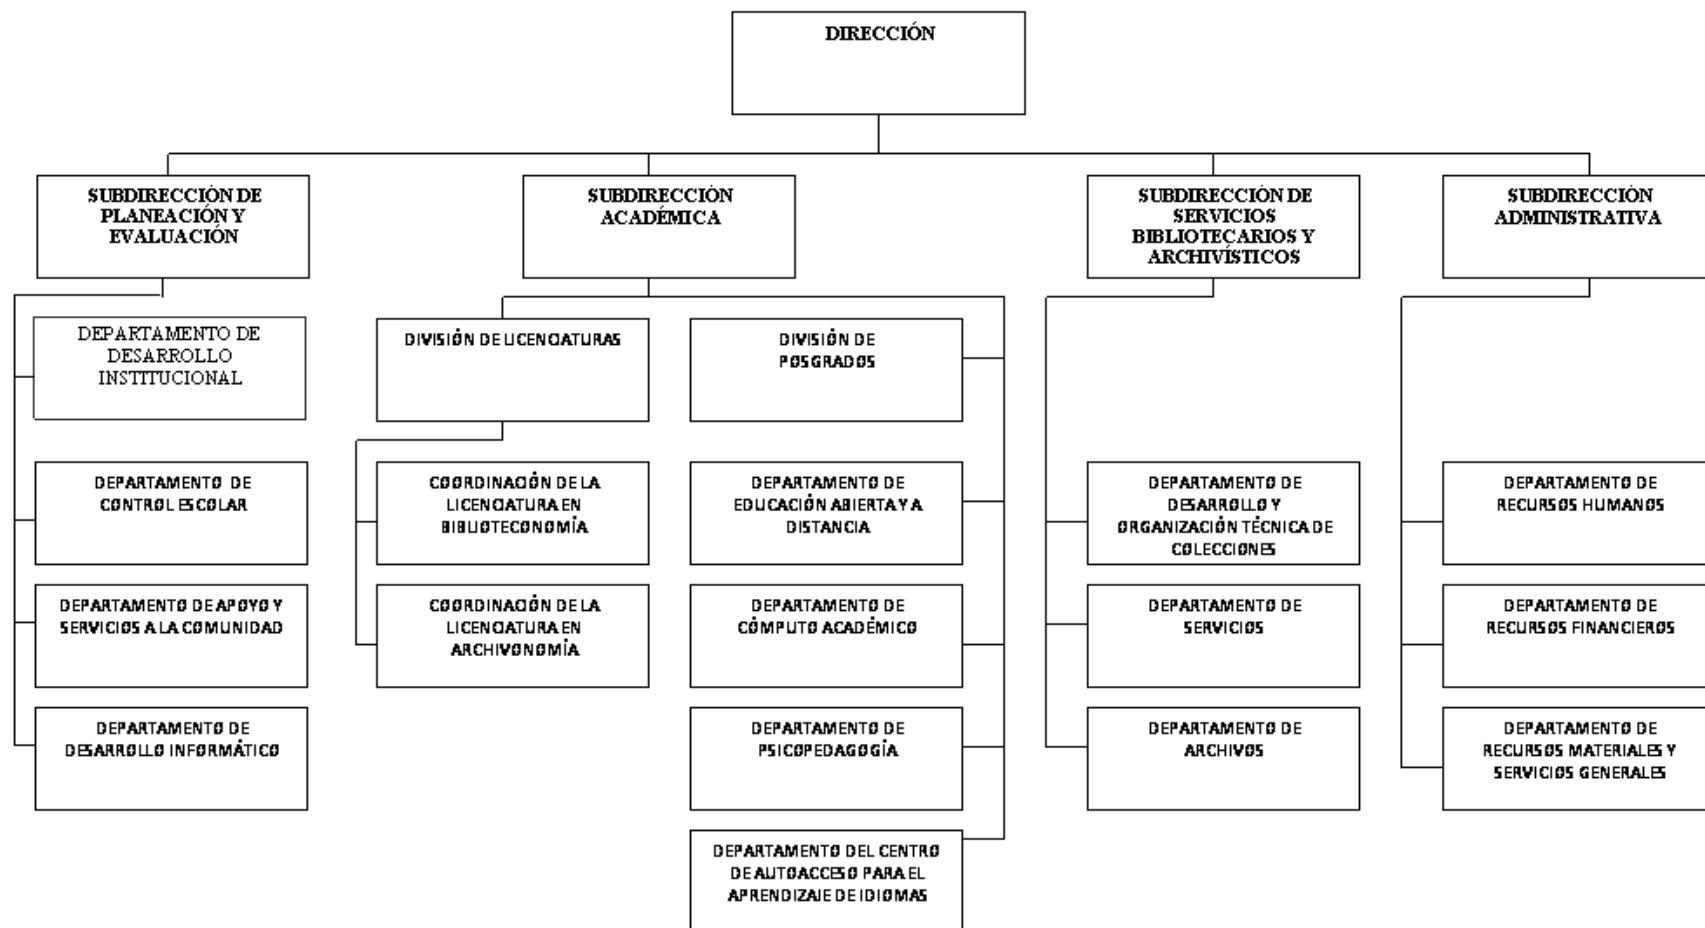 DIRECCIÓN
SUBDIRECCIÓN DE
PLANEACIÓN Y
EVALUACIÓN
SUBDIRECCIÓN
ACADÉMICA
SUBDIRECCIÓN DE
SERVICIOS
BIBLIOTECARIOS Y
ARCHIVÍSTICOS
SUBDIRECCIÓN
ADMINISTRATIVA
DEPARTAMENTO DE
DESARROLLO
INSTITUCIONAL
DIVISIÓN DE LICENCIATURAS
DIVISIÓN DE
POSGRADOS
DEPARTAMENTO DE
CONTROL ESCOLAR
COORDINACIÓN DE LA
LICENCIATURA EN
BIBLIOTECONOMÍA
DEPARTAMENTO DE
EDUCACIÓN ABIERTA Y A
DISTANCIA
DEPARTAMENTO DE
DESARROLLO Y
ORGANIZACIÓN TÉCNICA DE
COLECCIONES
DEPARTAMENTO DE
RECURSOS HUMANOS
DEPARTAMENTO DE APOYO Y
SERVICIOS A LA COMUNIDAD
COORDINACIÓN DE LA
LICENCIATURA EN
ARCHIVONOMÍA
DEPARTAMENTO DE
CÓMPUTO ACADÉMICO
DEPARTAMENTO DE
SERVICIOS
DEPARTAMENTO DE
RECURSOS FINANCIEROS
DEPARTAMENTO DE
DESARROLLO INFORMÁTICO
DEPARTAMENTO DE
PSICOPEDAGOGÍA
DEPARTAMENTO DE
ARCHIVOS
DEPARTAMENTO DE
RECURSOS MATERIALES Y
SERVICIOS GENERALES
DEPARTAMENTO DEL CENTRO
DE AUTOACCESO PARA EL
APRENDIZAJE DE IDIOMAS